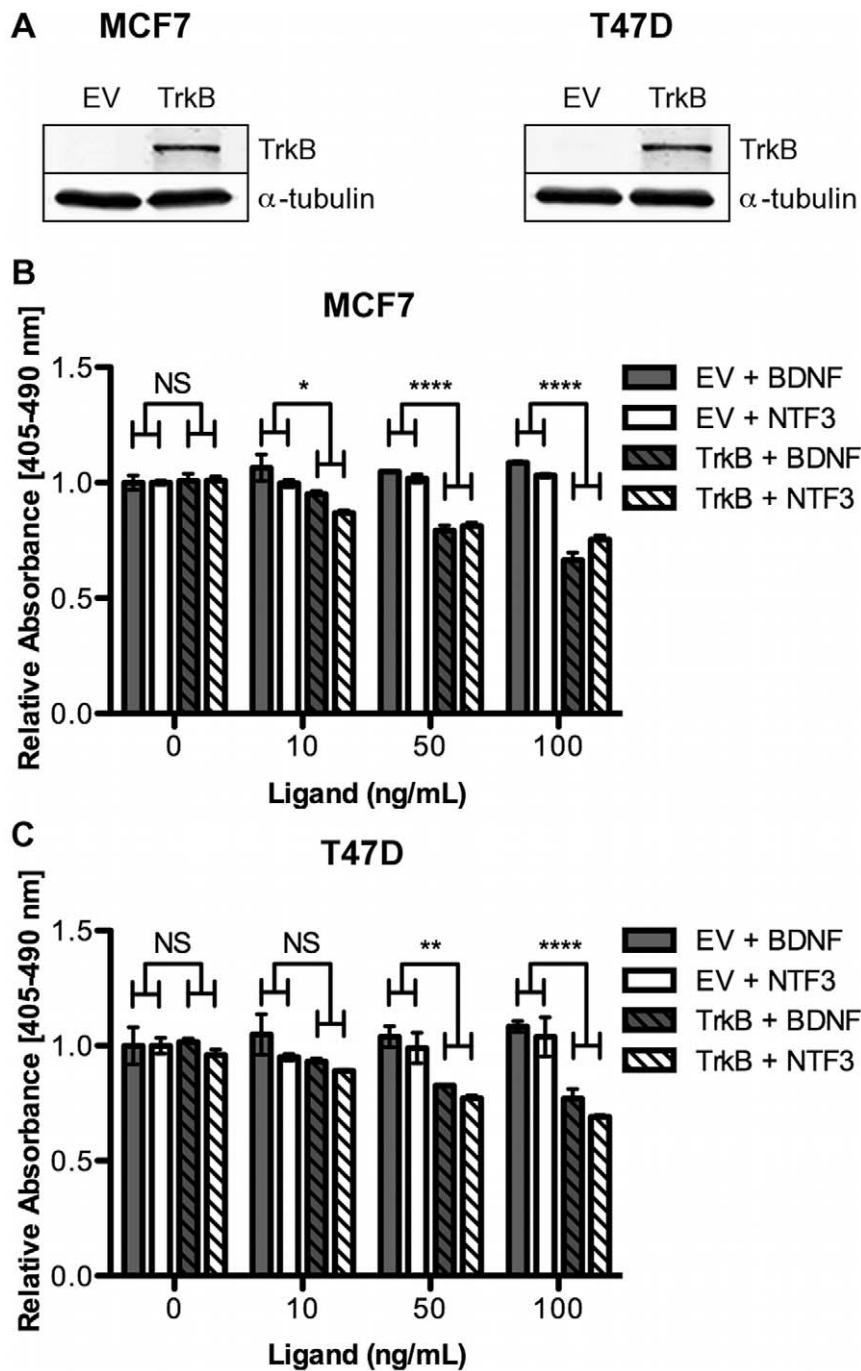 A MCF7 T47D
EV TrkB EV TrkB
TrkB TrkB
α-tubulin α-tubulin
B
MCF7
Relative Absorbance [405-490 nm]
1.5
1.0
0.5
0.0
NS * **** ****
0 10 50 100
Ligand (ng/mL)
EV + BDNF
EV + NTF3
TrkB + BDNF
TrkB + NTF3
C
T47D
Relative Absorbance [405-490 nm]
1.5
1.0
0.5
0.0
NS NS ** ****
0 10 50 100
Ligand (ng/mL)
EV + BDNF
EV + NTF3
TrkB + BDNF
TrkB + NTF3